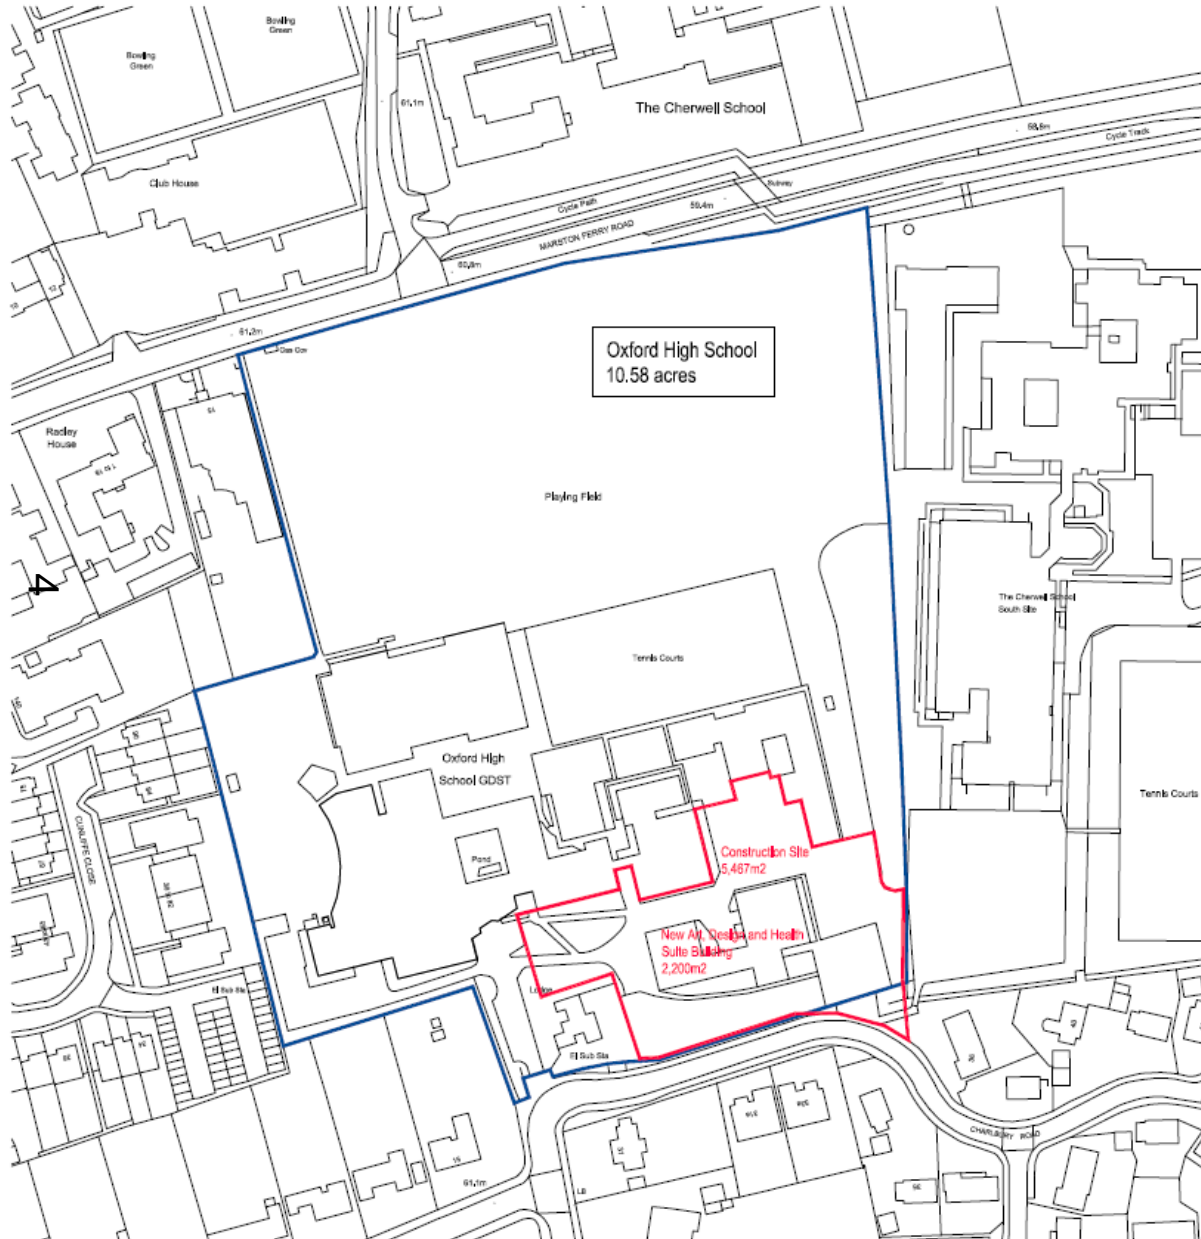 Bowling
Green
Bowling
Green
61.1m
The Cherwell School
58.8m
Cycle Track
Club House
Subway
Cycle Path
59.4m
MARSTON FERRY ROAD
60.8m
61.2m
Gas Gov
Oxford High School
10.58 acres
Radley
House
15
Playing Field
4
The Cherwell School
South Site
Tennis Courts
Oxford High
School GDST
Tennis Courts
CUNLIFFE CLOSE
Pond
Construction Site
5,467m2
New Art, Design and Health
Suite Building
2,200m2
El Sub Sta
Lodge
El Sub Sta
CHARLBURY ROAD
61.1m
LB